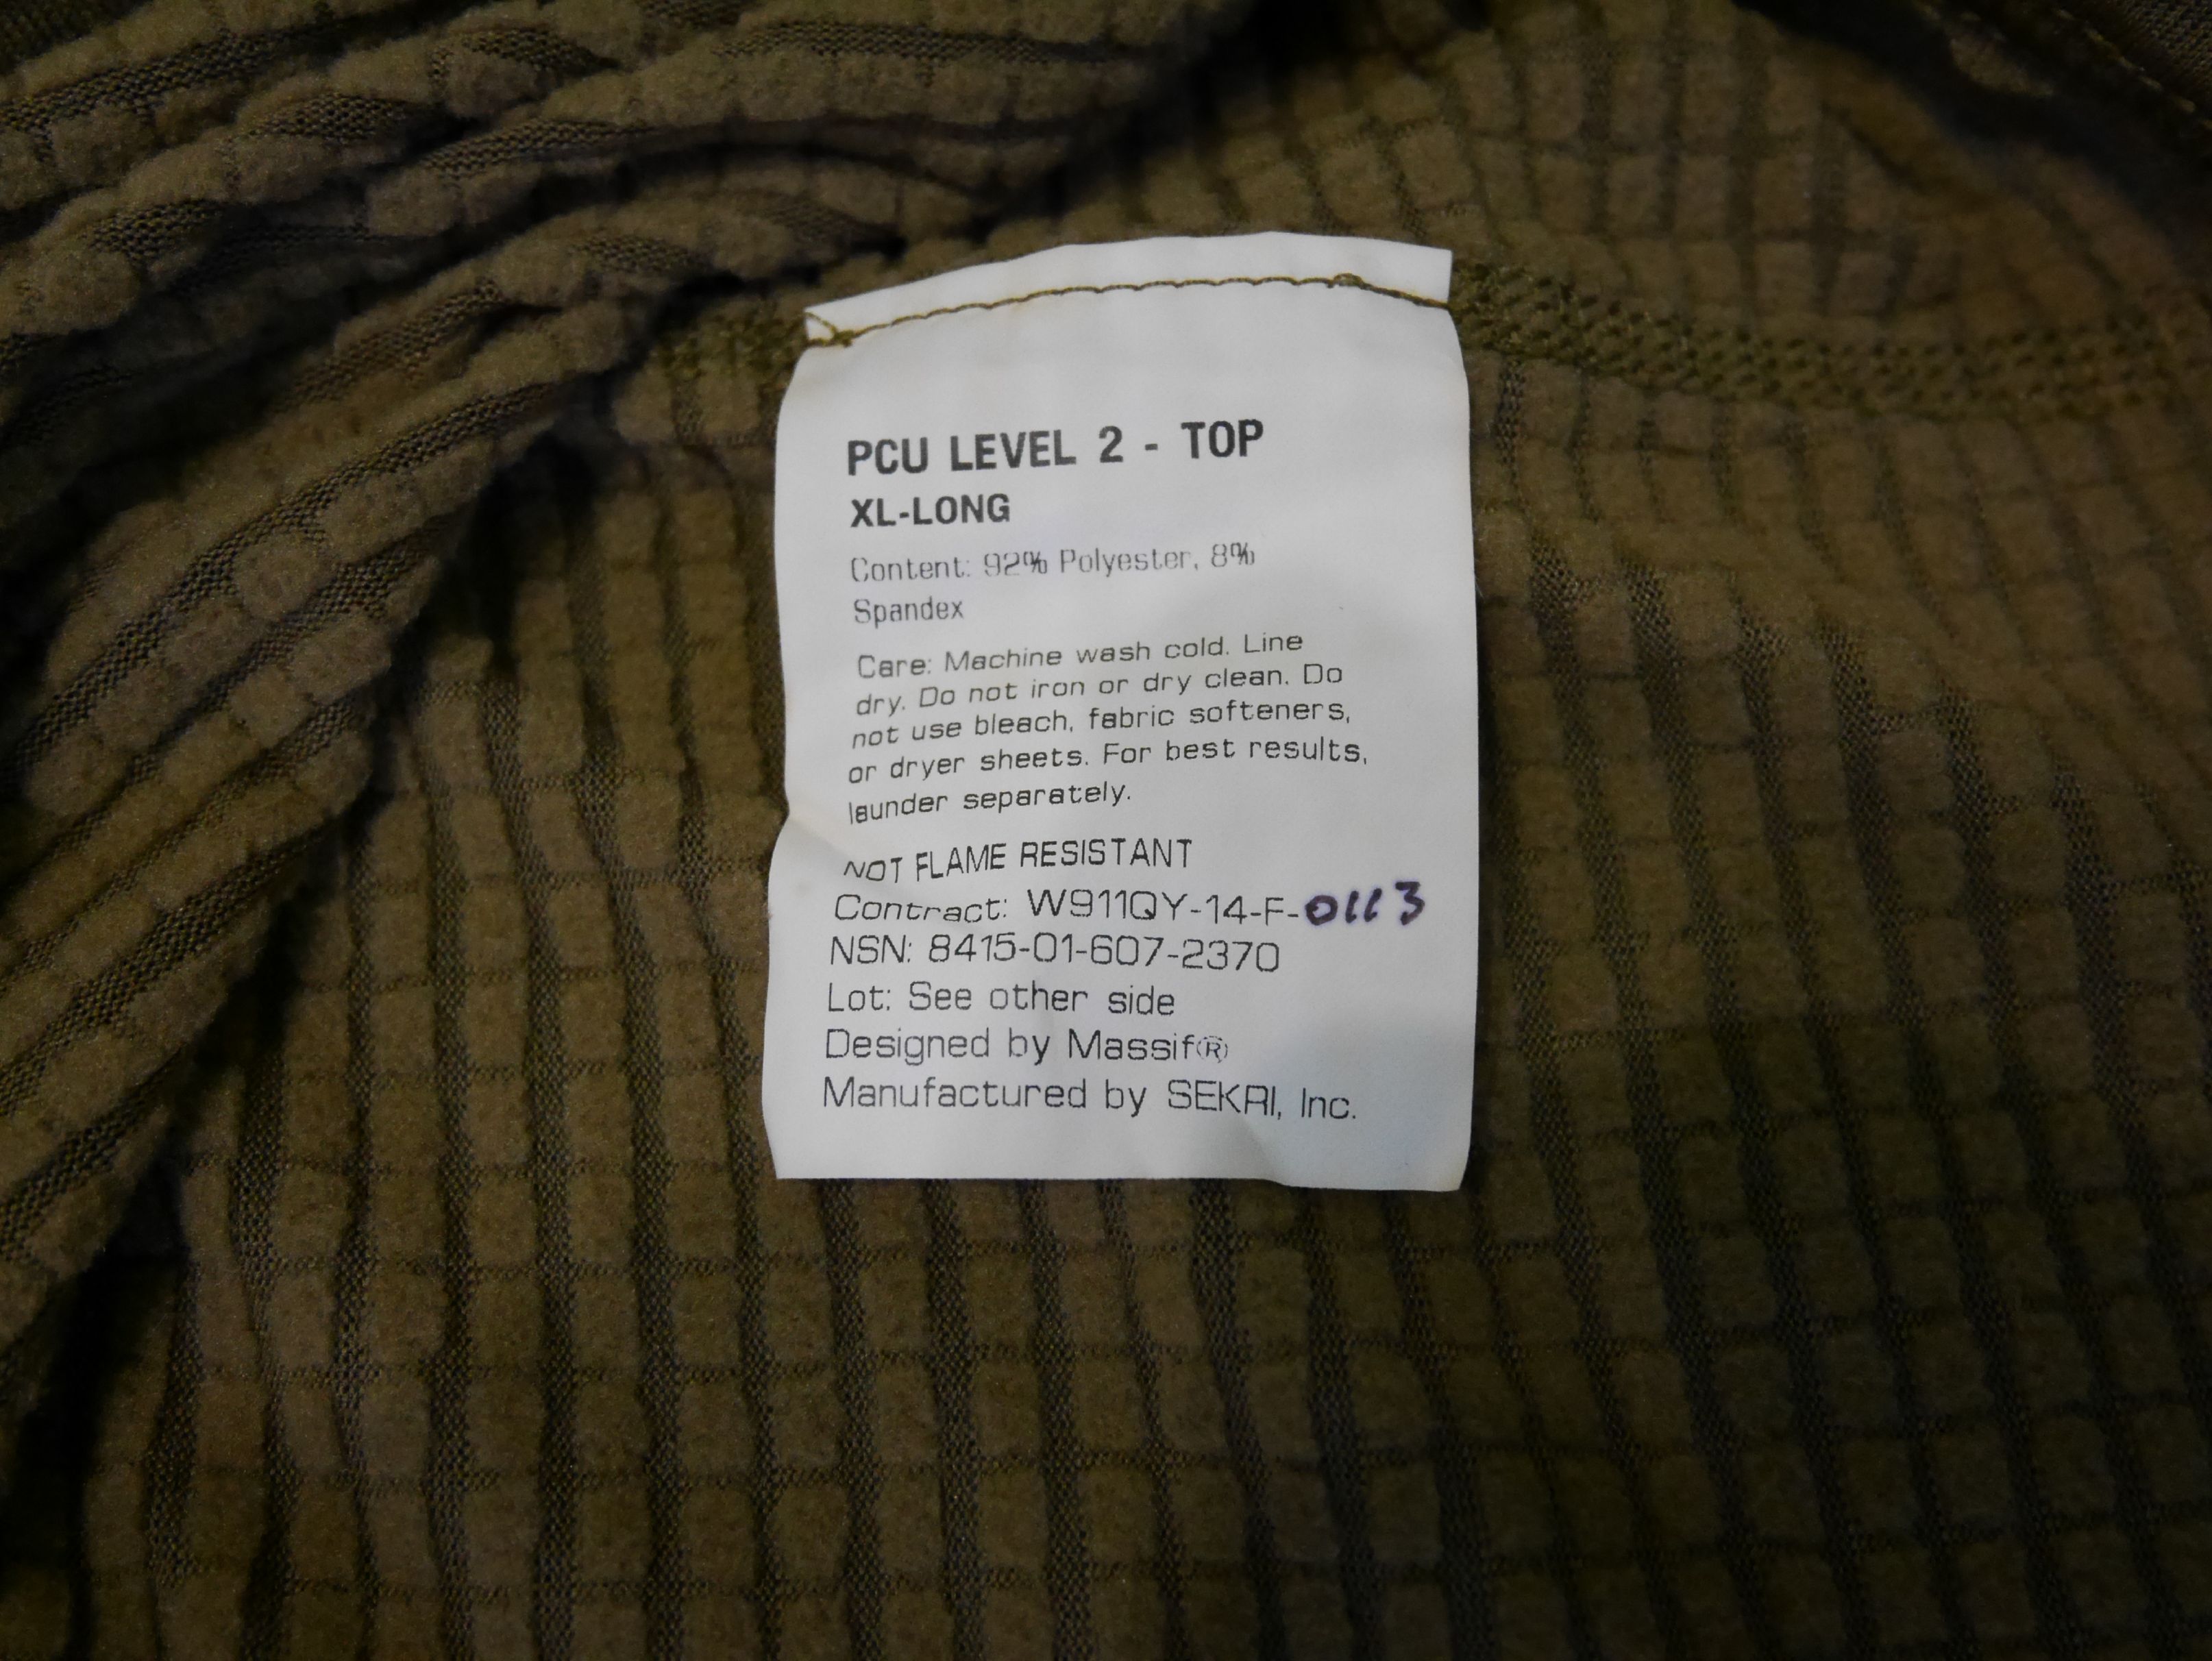 PCU LEVEL 2 - TOP
XL-LONG
Content: 92% Polyester, 8%
Spandex
Care: Machine wash cold. Line
dry. Do not iron or dry clean. Do
not use bleach, fabric softeners,
or dryer sheets. For best results,
launder separately.
NOT FLAME RESISTANT
Contract: W911QY-14-F-0113
NSN: 8415-01-607-2370
Lot: See other side
Designed by Massif®
Manufactured by SEKRI, Inc.